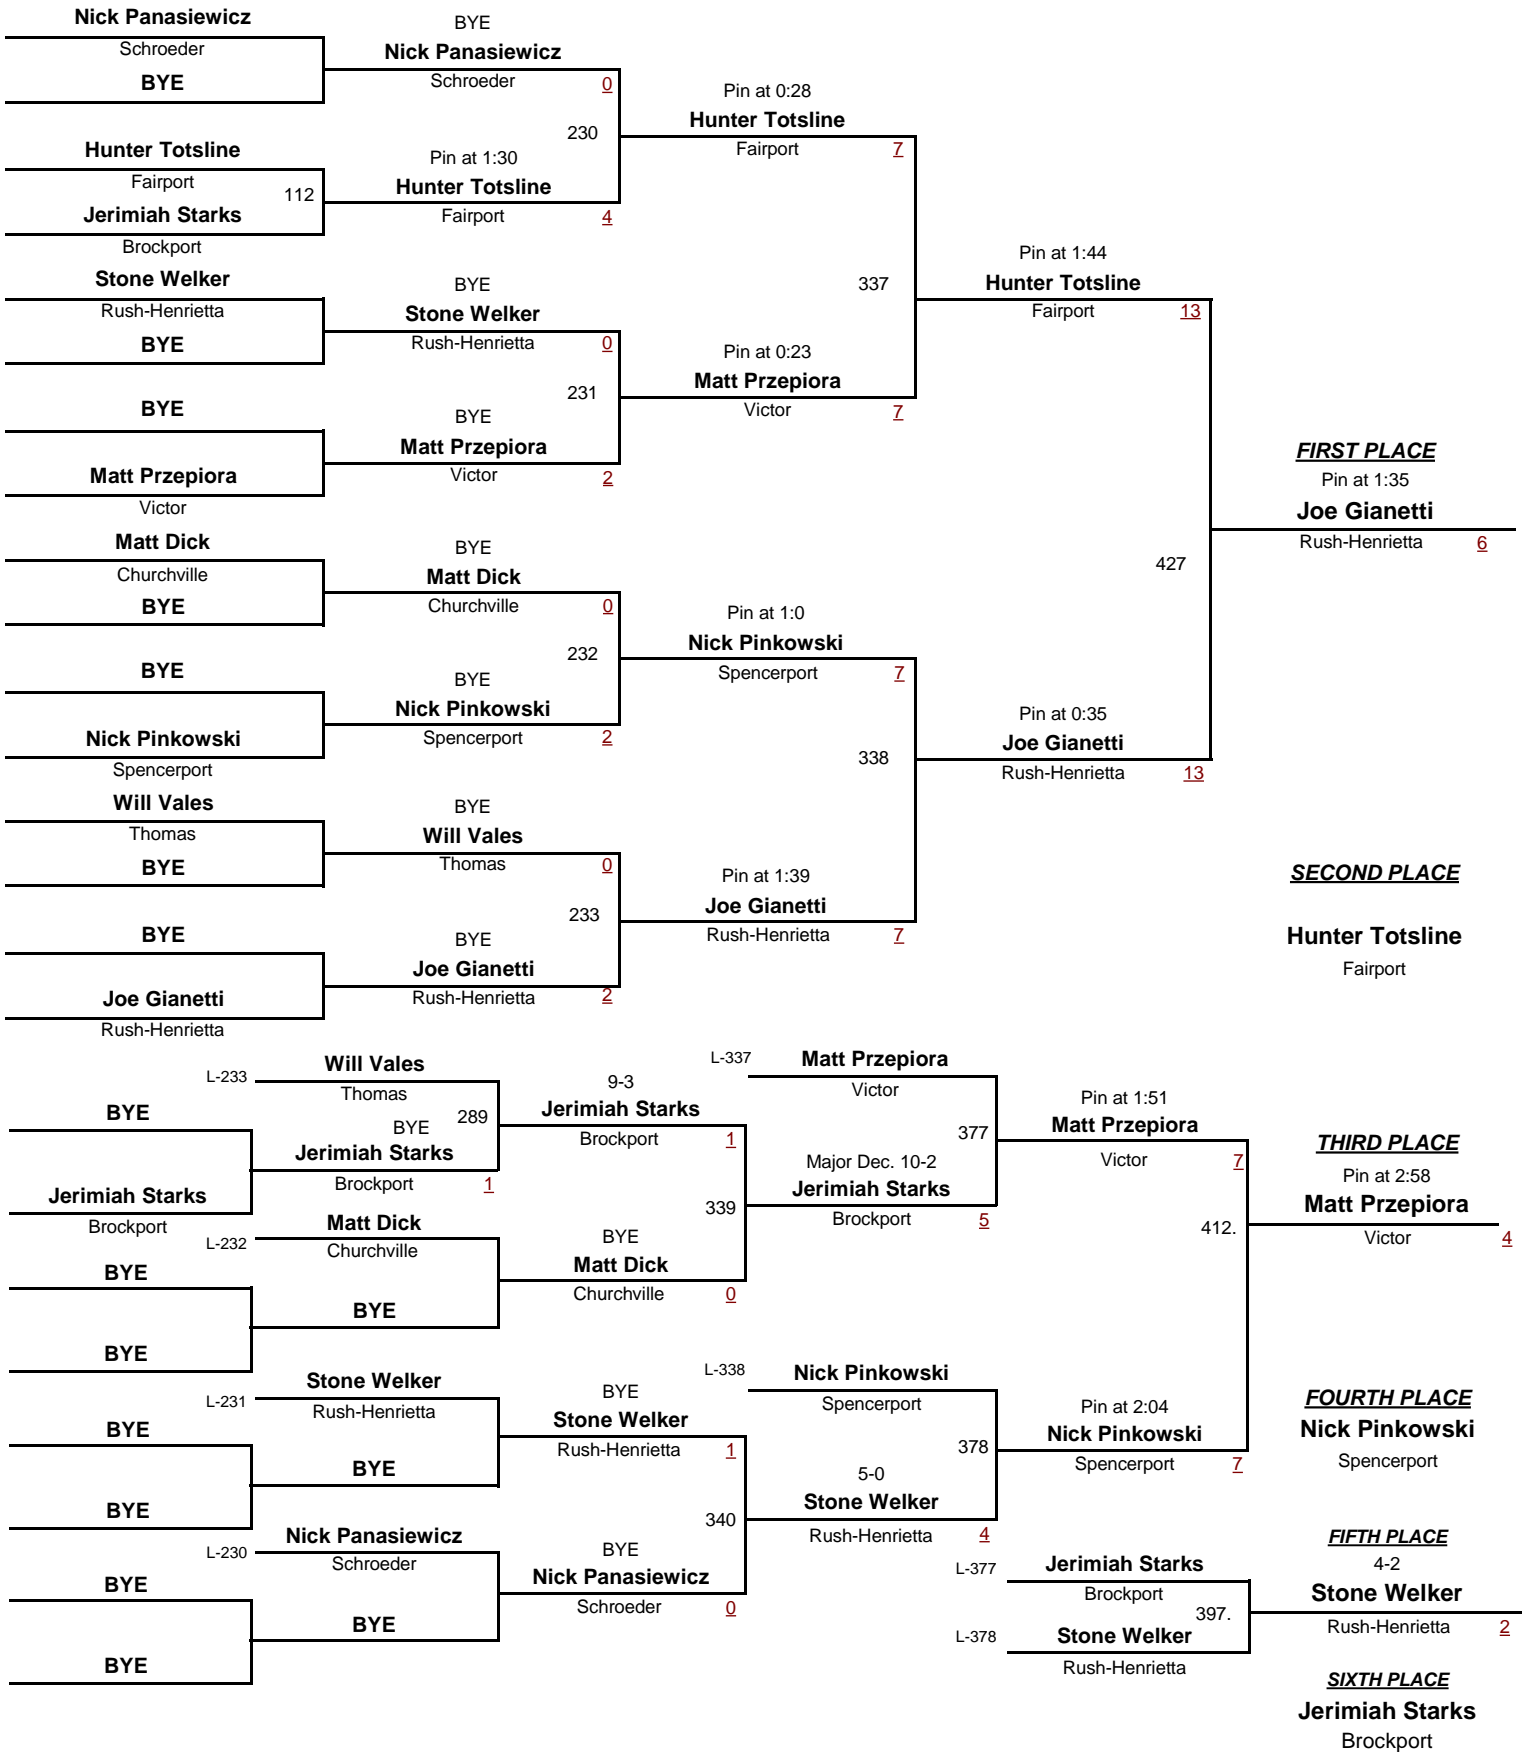 Nick Panasiewicz
Schroeder
BYE
Hunter Totsline
Fairport
112
Jerimiah Starks
Brockport
Stone Welker
Rush-Henrietta
BYE
BYE
Matt Przepiora
Victor
Matt Dick
Churchville
BYE
BYE
Nick Pinkowski
Spencerport
Will Vales
Thomas
BYE
BYE
Joe Gianetti
Rush-Henrietta
BYE
Nick Panasiewicz
Schroeder 0
230
Pin at 1:30
Hunter Totsline
Fairport 4
BYE
Stone Welker
Rush-Henrietta 0
231
BYE
Matt Przepiora
Victor 2
BYE
Matt Dick
Churchville 0
232
BYE
Nick Pinkowski
Spencerport 2
BYE
Will Vales
Thomas 0
233
BYE
Joe Gianetti
Rush-Henrietta 2
Pin at 0:28
Hunter Totsline
Fairport 7
337
Pin at 0:23
Matt Przepiora
Victor 7
Pin at 1:0
Nick Pinkowski
Spencerport 7
338
Pin at 1:39
Joe Gianetti
Rush-Henrietta 7
Pin at 1:44
Hunter Totsline
Fairport 13
427
Pin at 0:35
Joe Gianetti
Rush-Henrietta 13
FIRST PLACE
Pin at 1:35
Joe Gianetti
Rush-Henrietta 6
SECOND PLACE
Hunter Totsline
Fairport
BYE
Jerimiah Starks
Brockport
BYE
BYE
BYE
BYE
BYE
BYE
L-233
Will Vales
Thomas
289
BYE
Jerimiah Starks
Brockport 1
L-232
Matt Dick
Churchville
BYE
L-231
Stone Welker
Rush-Henrietta
BYE
L-230
Nick Panasiewicz
Schroeder
BYE
9-3
Jerimiah Starks
Brockport 1
339
BYE
Matt Dick
Churchville 0
BYE
Stone Welker
Rush-Henrietta 1
340
BYE
Nick Panasiewicz
Schroeder 0
L-337
Matt Przepiora
Victor
377
Major Dec. 10-2
Jerimiah Starks
Brockport 5
L-338
Nick Pinkowski
Spencerport
378
5-0
Stone Welker
Rush-Henrietta 4
Pin at 1:51
Matt Przepiora
Victor 7
412.
Pin at 2:04
Nick Pinkowski
Spencerport 7
L-377
Jerimiah Starks
Brockport
397.
L-378
Stone Welker
Rush-Henrietta
THIRD PLACE
Pin at 2:58
Matt Przepiora
Victor 4
FOURTH PLACE
Nick Pinkowski
Spencerport
FIFTH PLACE
4-2
Stone Welker
Rush-Henrietta 2
SIXTH PLACE
Jerimiah Starks
Brockport